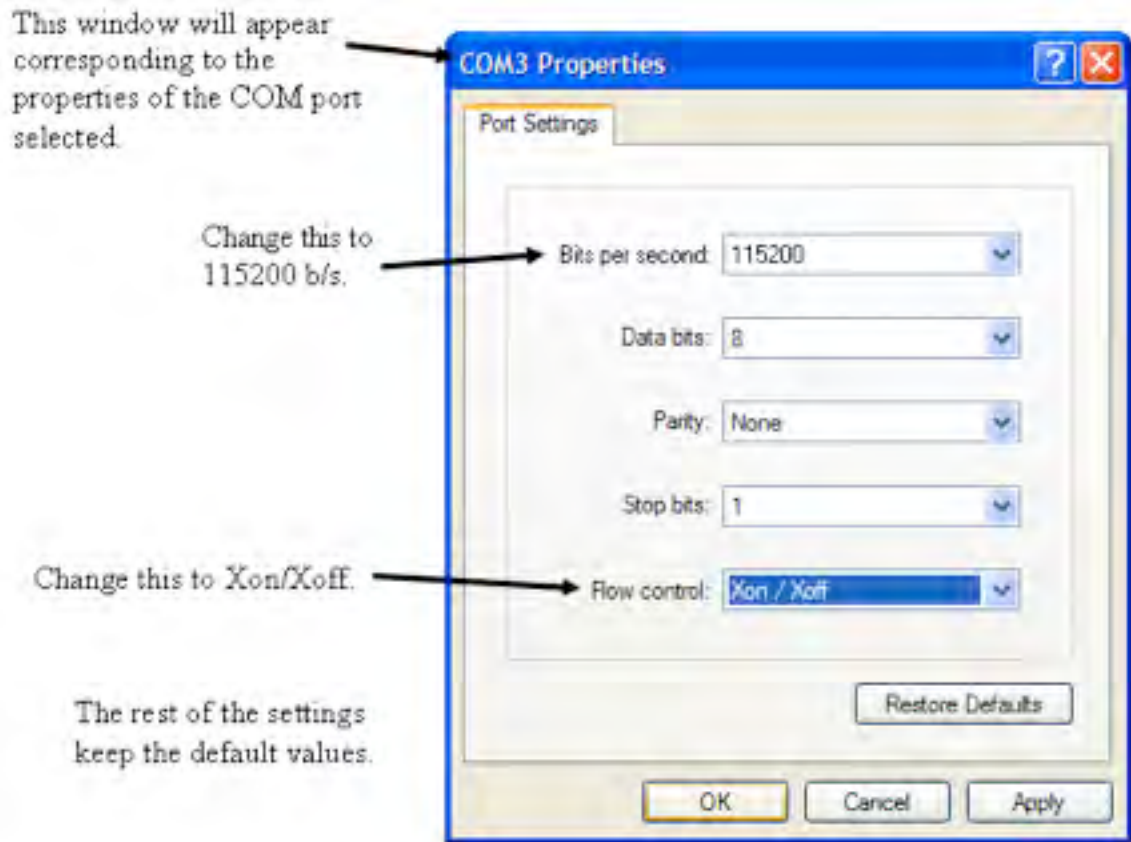 This window will appear
corresponding to the
properties of the COM port
selected.
COM3 Properties
Port Settings
Change this to
115200 b/s.
Bits per second: 115200
Data bits: 8
Parity: None
Stop bits: 1
Change this to Xon/Xoff.
Flow control: Xon / Xoff
The rest of the settings
keep the default values.
Restore Defaults
OK Cancel Apply